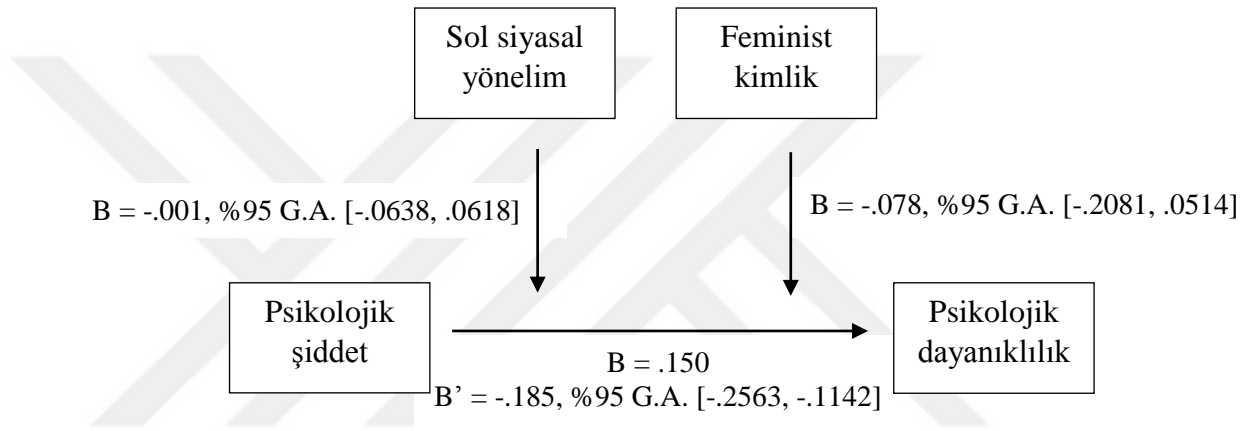 Sol siyasal
yönelim
Feminist
kimlik
B = -.001, %95 G.A. [-.0638, .0618]
B = -.078, %95 G.A. [-.2081, .0514]
Psikolojik
şiddet
Psikolojik
dayanıklılık
B = .150
B’ = -.185, %95 G.A. [-.2563, -.1142]